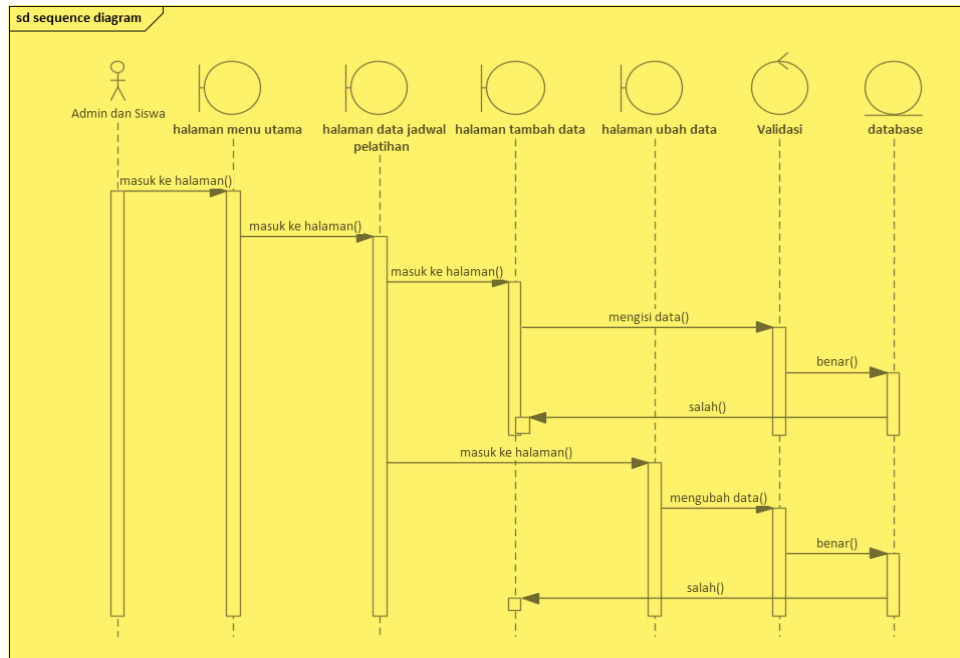 sd sequence diagram
Admin dan Siswa
halaman menu utama
halaman data jadwal
pelatihan
halaman tambah data
halaman ubah data
Validasi
database
masuk ke halaman()
masuk ke halaman()
masuk ke halaman()
mengisi data()
benar()
salah()
masuk ke halaman()
mengubah data()
benar()
salah()